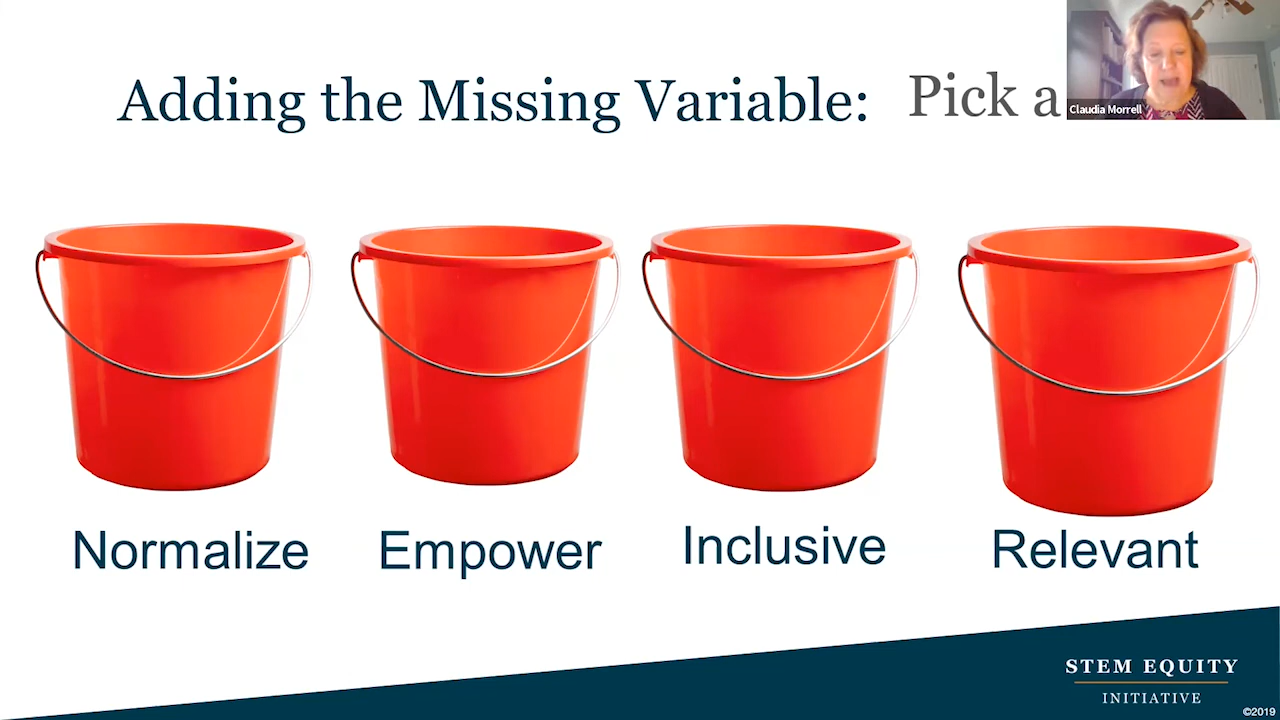 Adding the Missing Variable: Pick a
Claudia Morrell
Normalize Empower Inclusive Relevant
STEM EQUITY
INITIATIVE
©2019